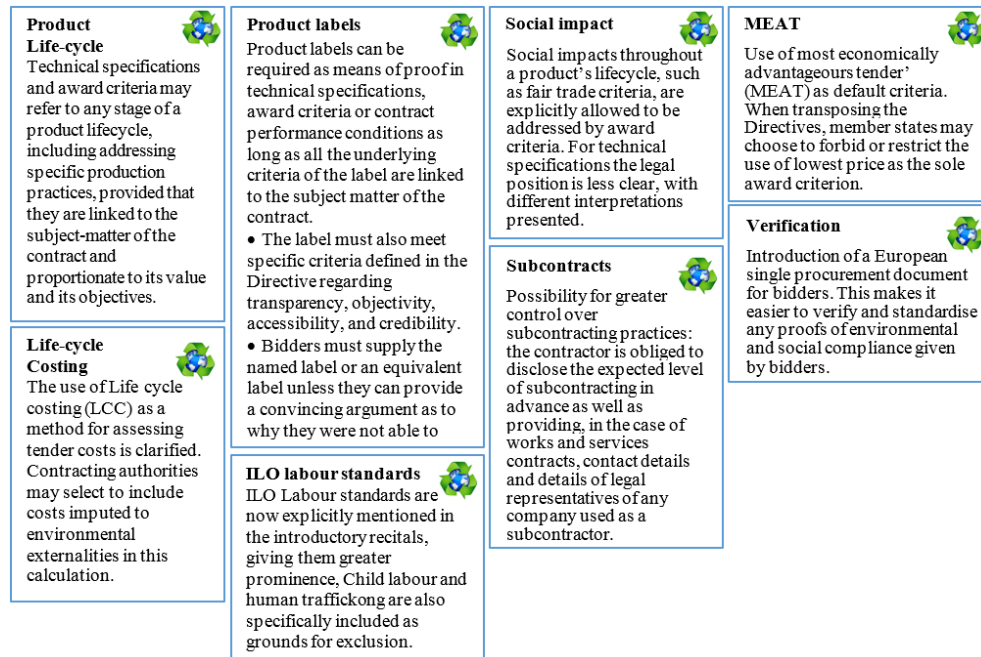 Product
Life-cycle
Technical specifications
and award criteria may
refer to any stage of a
product lifecycle,
including addressing
specific production
practices, provided that
they are linked to the
subject-matter of the
contract and
proportionate to its value
and its objectives.
Life-cycle
Costing
The use of Life cycle
costing (LCC) as a
method for assessing
tender costs is clarified.
Contracting authorities
may select to include
costs imputed to
environmental
externalities in this
calculation.
Product labels
Product labels can be
required as means of proof in
technical specifications,
award criteria or contract
performance conditions as
long as all the underlying
criteria of the label are linked
to the subject matter of the
contract.
• The label must also meet
specific criteria defined in the
Directive regarding
transparency, objectivity,
accessibility, and credibility.
• Bidders must supply the
named label or an equivalent
label unless they can provide
a convincing argument as to
why they were not able to
ILO labour standards
ILO Labour standards are
now explicitly mentioned in
the introductory recitals,
giving them greater
prominence, Child labour and
human traffickong are also
specifically included as
grounds for exclusion.
Social impact
Social impacts throughout
a product's lifecycle, such
as fair trade criteria, are
explicitly allowed to be
addressed by award
criteria. For technical
specifications the legal
position is less clear, with
different interpretations
presented.
Subcontracts
Possibility for greater
control over
subcontracting practices:
the contractor is obliged to
disclose the expected level
of subcontracting in
advance as well as
providing, in the case of
works and services
contracts, contact details
and details of legal
representatives of any
company used as a
subcontractor.
MEAT
Use of most economically
advantageours tender'
(MEAT) as default criteria.
When transposing the
Directives, member states may
choose to forbid or restrict the
use of lowest price as the sole
award criterion.
Verification
Introduction of a European
single procurement document
for bidders. This makes it
easier to verify and standardise
any proofs of environmental
and social compliance given
by bidders.